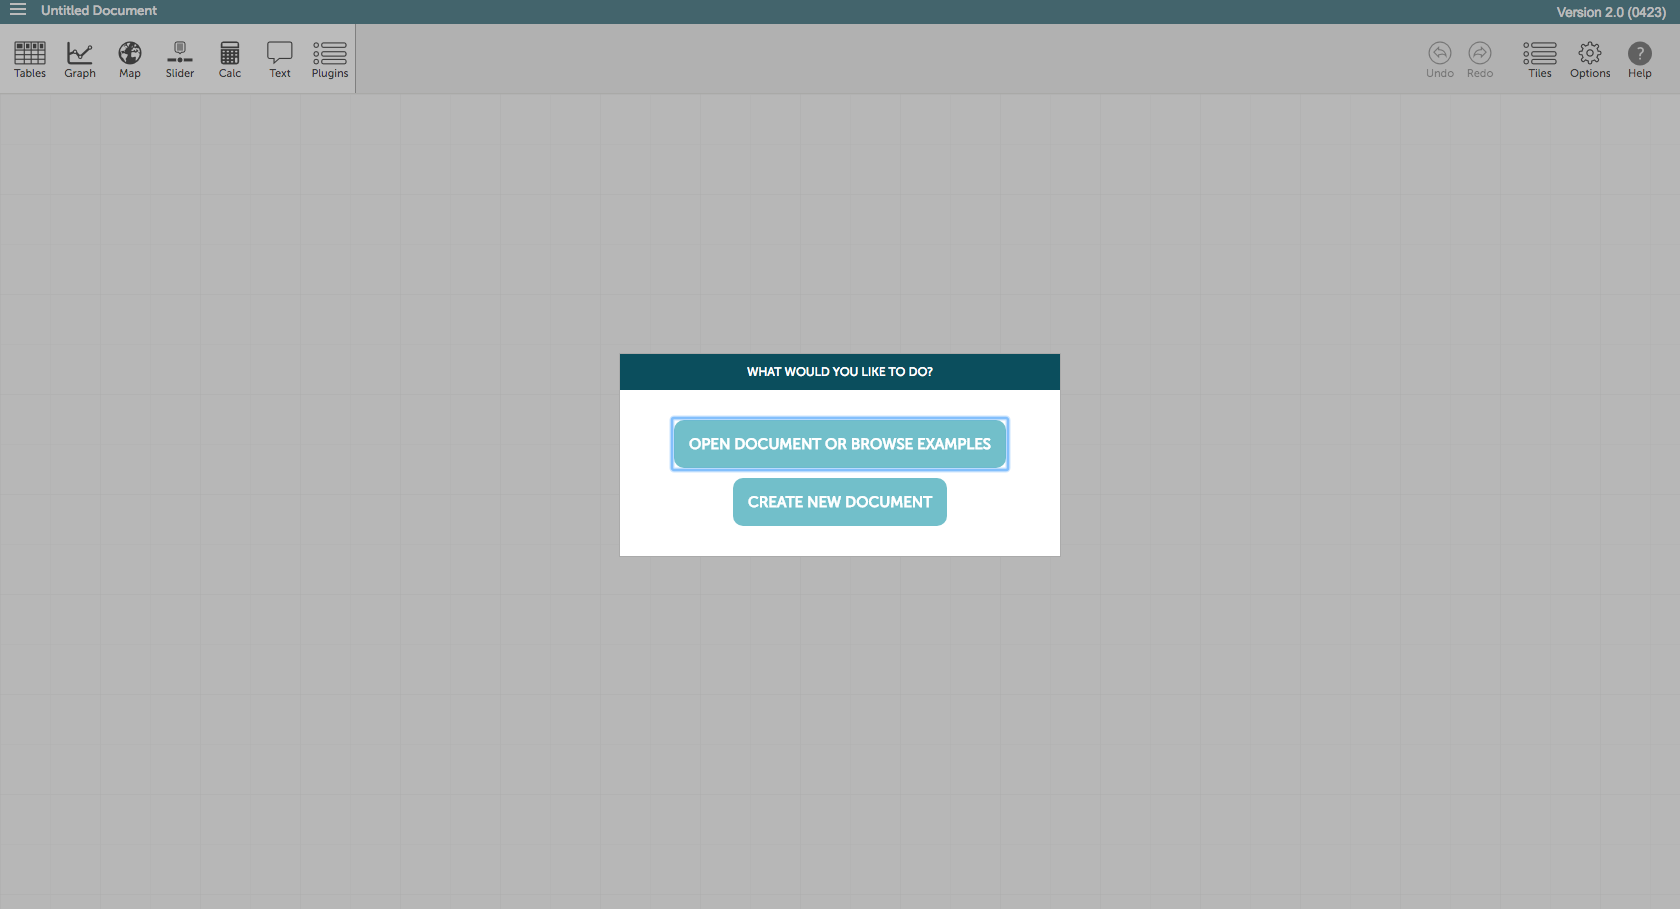 Untitled Document
Version 2.0 (0423)
Tables Graph Map Slider Calc Text Plugins
Undo Redo Tiles Options ? Help
WHAT WOULD YOU LIKE TO DO?
OPEN DOCUMENT OR BROWSE EXAMPLES
CREATE NEW DOCUMENT